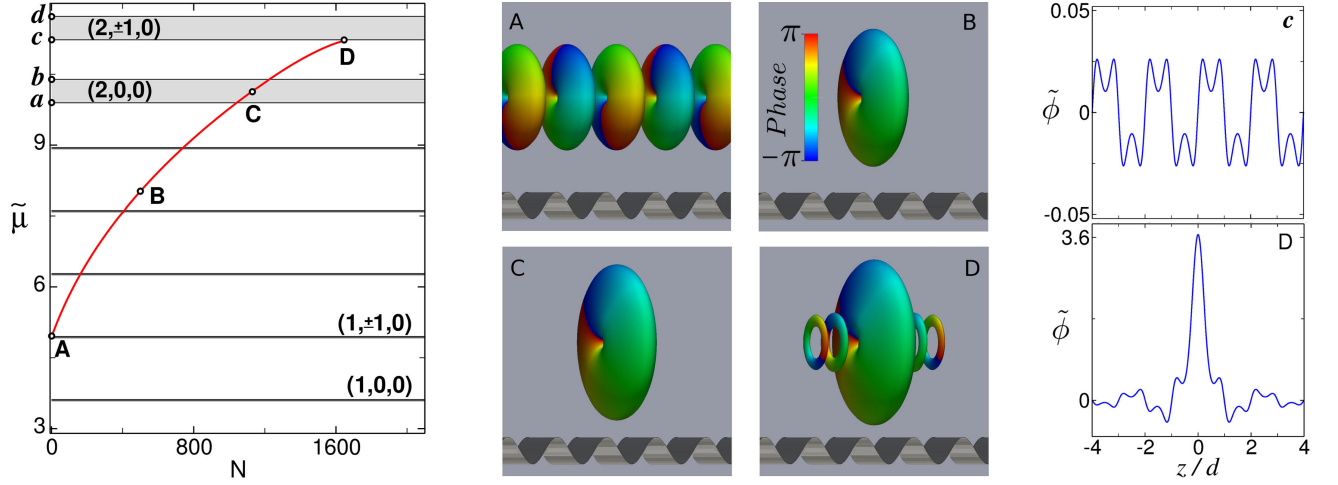 d
(2,±1,0)
c
D
b
(2,0,0)
a
C
9
B
μ̃
6
(1,±1,0)
A
(1,0,0)
3
0
800
1600
N
A
B
π
Phase
-π
C
D
0.05
c
ϕ̃
0
-0.05
3.6
D
ϕ̃
0
-4
-2
0
2
4
z/d